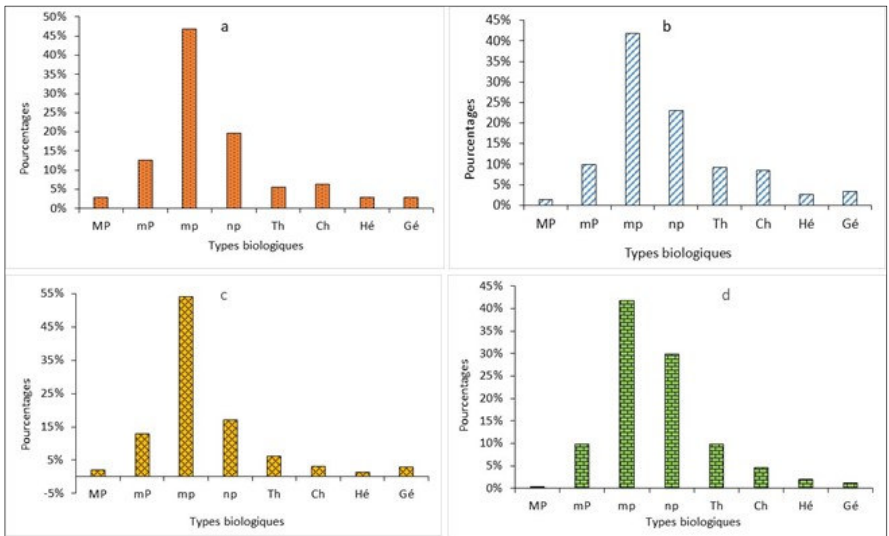 a
50%
45%
40%
35%
30%
25%
20%
15%
10%
5%
0%
Pourcentages
MP mP mp np Th Ch Hé Gé
Types biologiques
b
45%
40%
35%
30%
25%
20%
15%
10%
5%
0%
Pourcentages
MP mP mp np Th Ch Hé Gé
Types biologiques
c
55%
45%
35%
25%
15%
5%
-5%
Pourcentages
MP mP mp np Th Ch Hé Gé
Types biologiques
d
45%
40%
35%
30%
25%
20%
15%
10%
5%
0%
Pourcentages
MP mP mp np Th Ch Hé Gé
Types biologiques